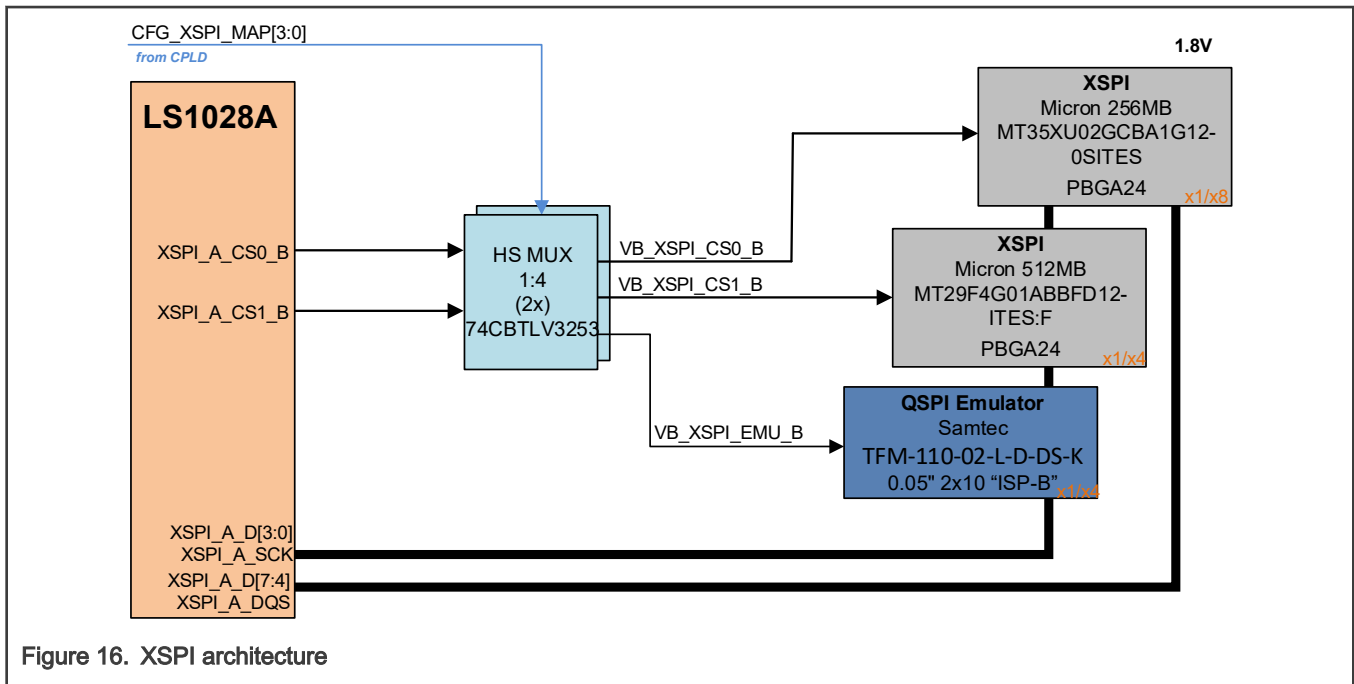 CFG_XSPI_MAP[3:0]
from CPLD
1.8V
LS1028A
XSPI_A_CS0_B
XSPI_A_CS1_B
XSPI_A_D[3:0]
XSPI_A_SCK
XSPI_A_D[7:4]
XSPI_A_DQS
HS MUX
1:4
(2x)
74CBTLV3253
VB_XSPI_CS0_B
VB_XSPI_CS1_B
VB_XSPI_EMU_B
XSPI
Micron 256MB
MT35XU02GCBA1G12-
0SITES
PBGA24
x1/x8
XSPI
Micron 512MB
MT29F4G01ABBFD12-
ITES:F
PBGA24
x1/x4
QSPI Emulator
Samtec
TFM-110-02-L-D-DS-K
0.05" 2x10 “ISP-B”
x1/x4
Figure 16. XSPI architecture